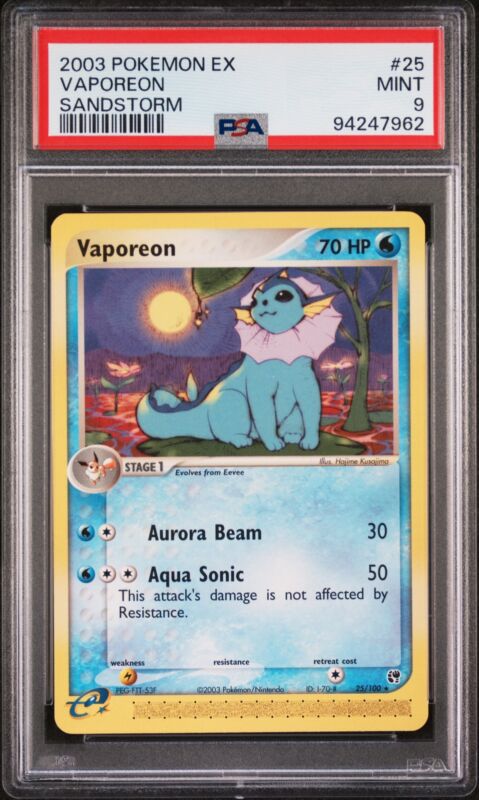 2003 POKEMON EX #25
VAPOREON MINT
SANDSTORM 9
PSA 94247962
Vaporeon 70 HP
Illus. Hajime Kusajima
STAGE 1
Evolves from Eevee
Aurora Beam 30
Aqua Sonic 50
This attack's damage is not affected by
Resistance.
weakness resistance retreat cost
©2003 Pokémon/Nintendo 25/100 ★
e
PSA